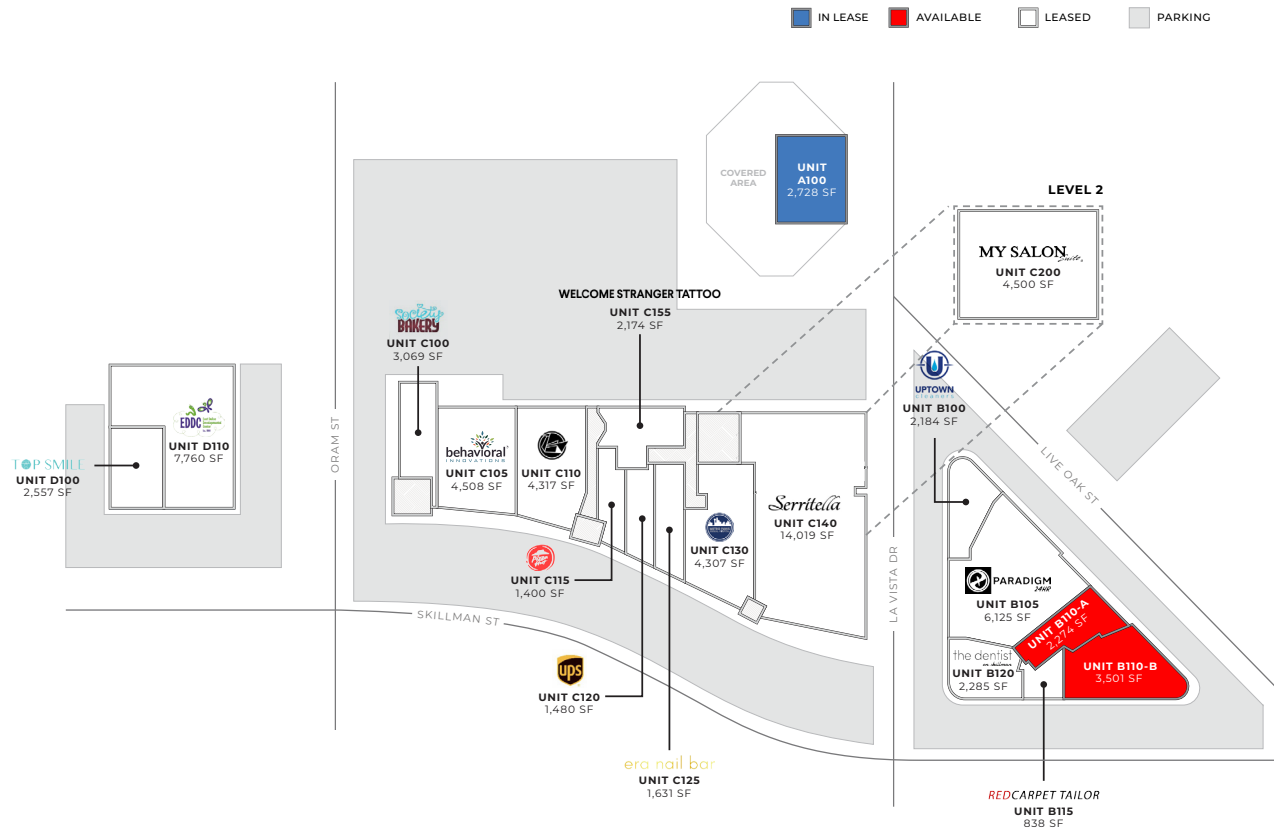 IN LEASE
AVAILABLE
LEASED
PARKING
COVERED
AREA
UNIT
A100
2,728 SF
LEVEL 2
MY SALON
Suite
UNIT C200
4,500 SF
WELCOME STRANGER TATTOO
UNIT C155
2,174 SF
Society
BAKERY
UNIT C100
3,069 SF
UPTOWN
cleaners
UNIT B100
2,184 SF
EDDC
UNIT D110
7,760 SF
TOP SMILE
UNIT D100
2,557 SF
ORAM ST
behavioral
INNOVATIONS
UNIT C105
4,508 SF
UNIT C110
4,317 SF
Serritella
UNIT C140
14,019 SF
UNIT C130
4,307 SF
LIVE OAK ST
LA VISTA DR
UNIT C115
1,400 SF
SKILLMAN ST
PARADIGM
24HR
UNIT B105
6,125 SF
UNIT B110-A
2,274 SF
UNIT B110-B
3,501 SF
the dentist
on skillman
UNIT B120
2,285 SF
ups
UNIT C120
1,480 SF
era nail bar
UNIT C125
1,631 SF
REDCARPET TAILOR
UNIT B115
838 SF